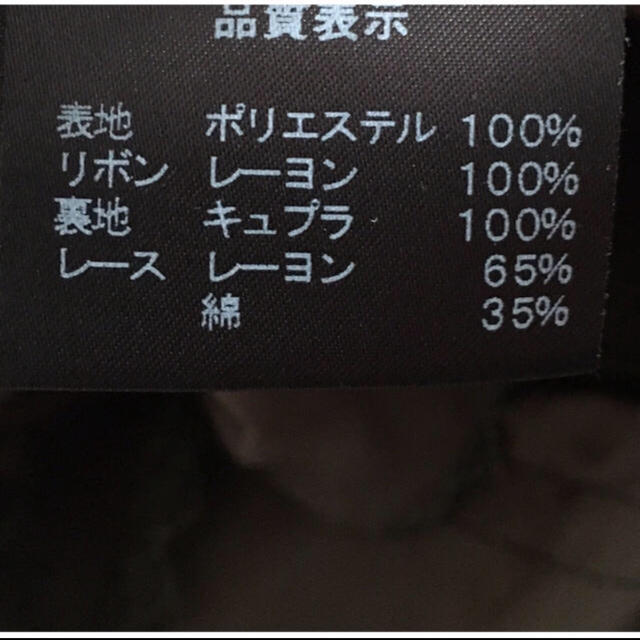 品質表示
表地 ポリエステル 100%
リボン レーヨン 100%
裏地 キュプラ 100%
レース レーヨン 65%
綿 35%